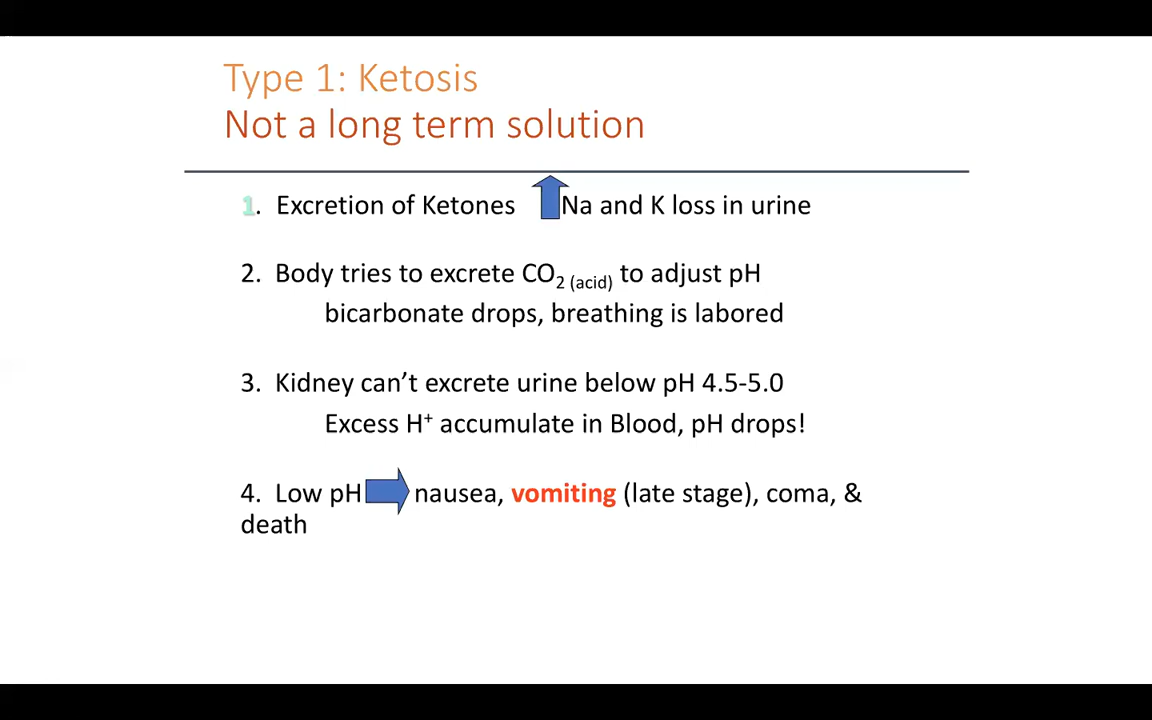 Type 1: Ketosis
Not a long term solution
1. Excretion of Ketones Na and K loss in urine
2. Body tries to excrete CO2 (acid) to adjust pH
bicarbonate drops, breathing is labored
3. Kidney can’t excrete urine below pH 4.5-5.0
Excess H+ accumulate in Blood, pH drops!
4. Low pH nausea, vomiting (late stage), coma, &
death